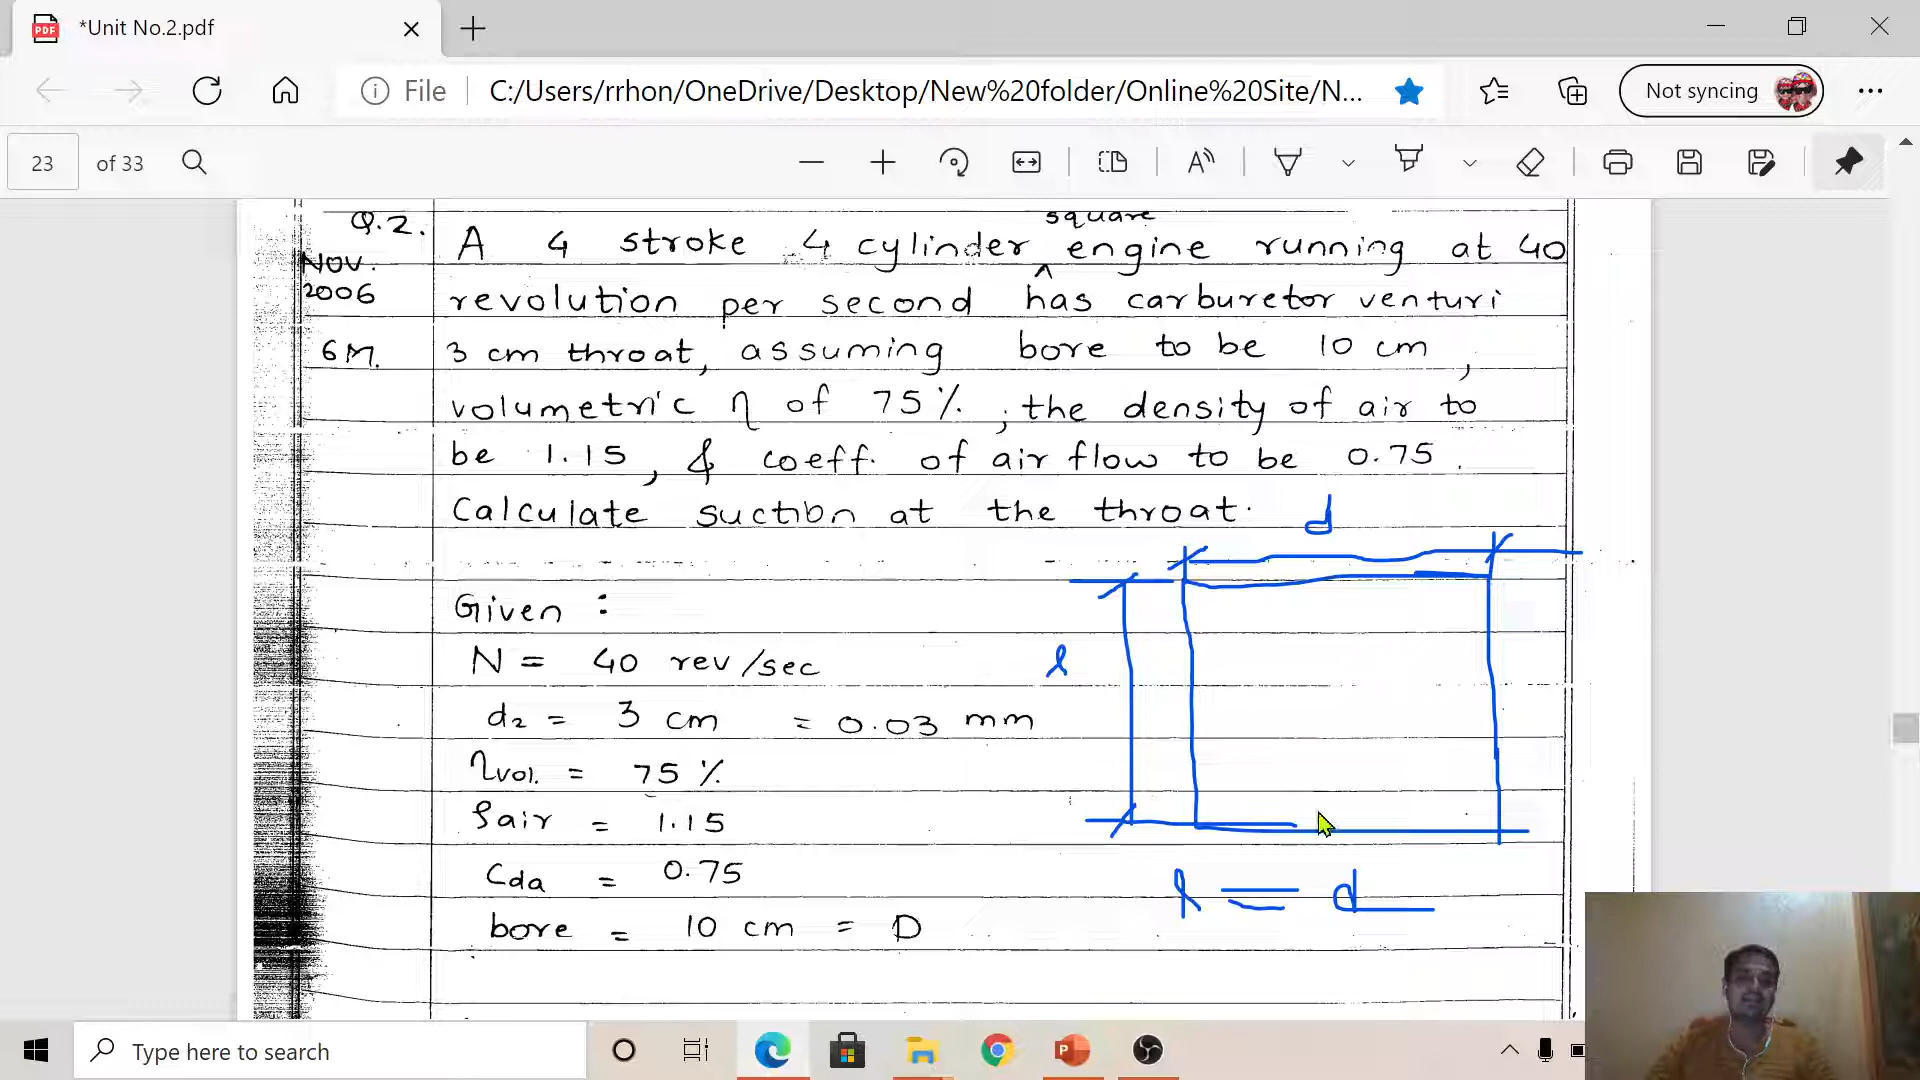 *Unit No.2.pdf
File
C:/Users/rrhon/OneDrive/Desktop/New%20folder/Online%20Site/N...
Not syncing
23
of 33
Q.2.
NOV.
2006
6M.
square
A 4 stroke 4 cylinder ^ engine running at 40
revolution per second has carburetor venturi
3 cm throat, assuming bore to be 10 cm,
volumetric η of 75%, the density of air to
be 1.15, & coeff. of air flow to be 0.75.
Calculate suction at the throat.
d
Given :
N = 40 rev/sec
l
d2 = 3 cm = 0.03 mm
ηvol. = 75 %
ρair = 1.15
Cda = 0.75
l = d
bore = 10 cm = D
Type here to search